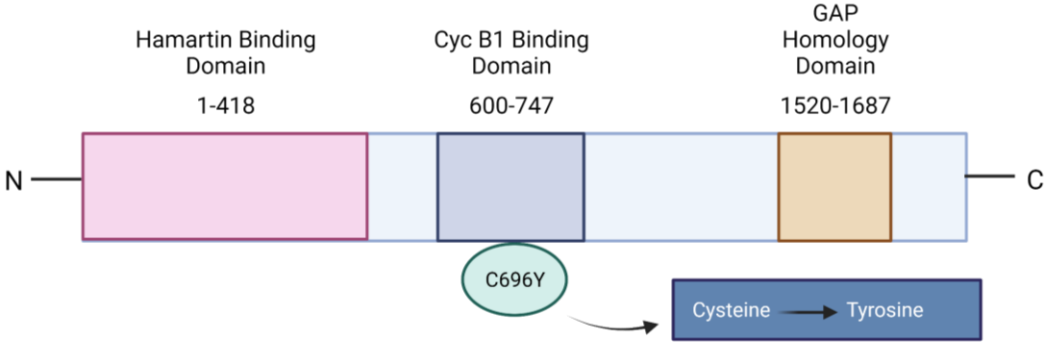 Hamartin Binding
Domain
1-418
Cyc B1 Binding
Domain
600-747
GAP
Homology
Domain
1520-1687
N
C
C696Y
Cysteine
Tyrosine